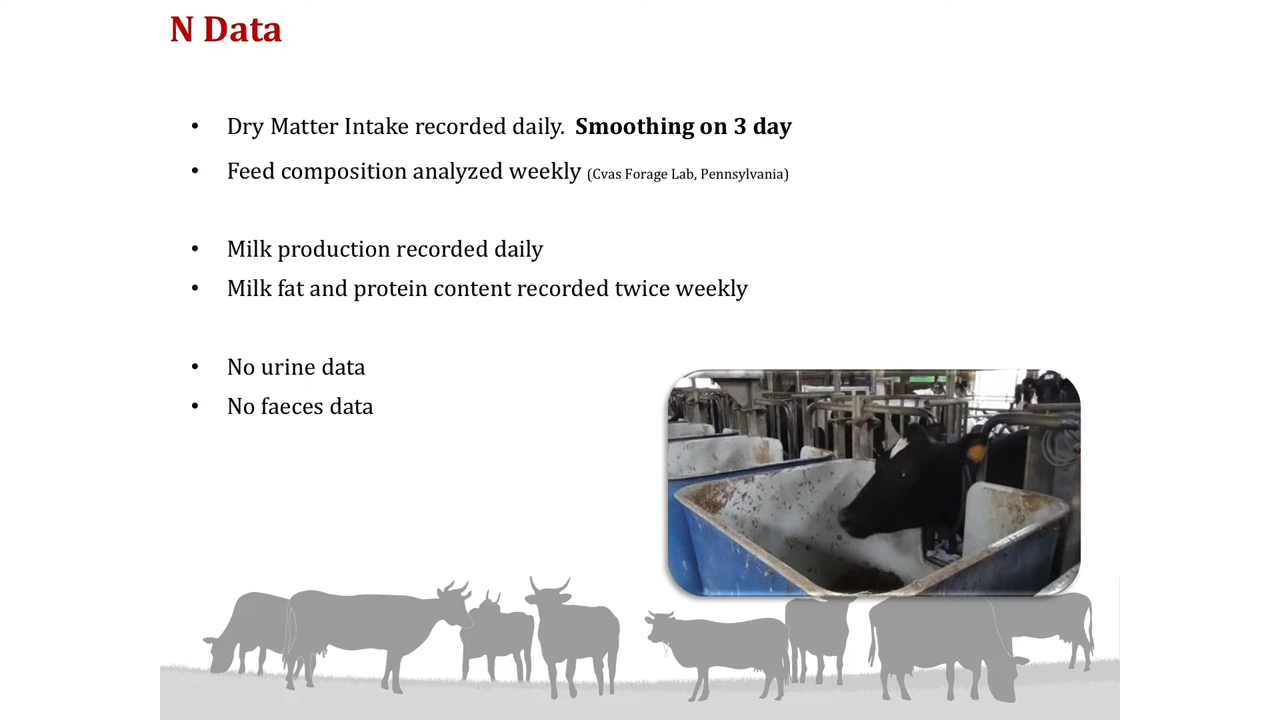 N Data
• Dry Matter Intake recorded daily. Smoothing on 3 day
• Feed composition analyzed weekly (Cvas Forage Lab, Pennsylvania)
• Milk production recorded daily
• Milk fat and protein content recorded twice weekly
• No urine data
• No faeces data